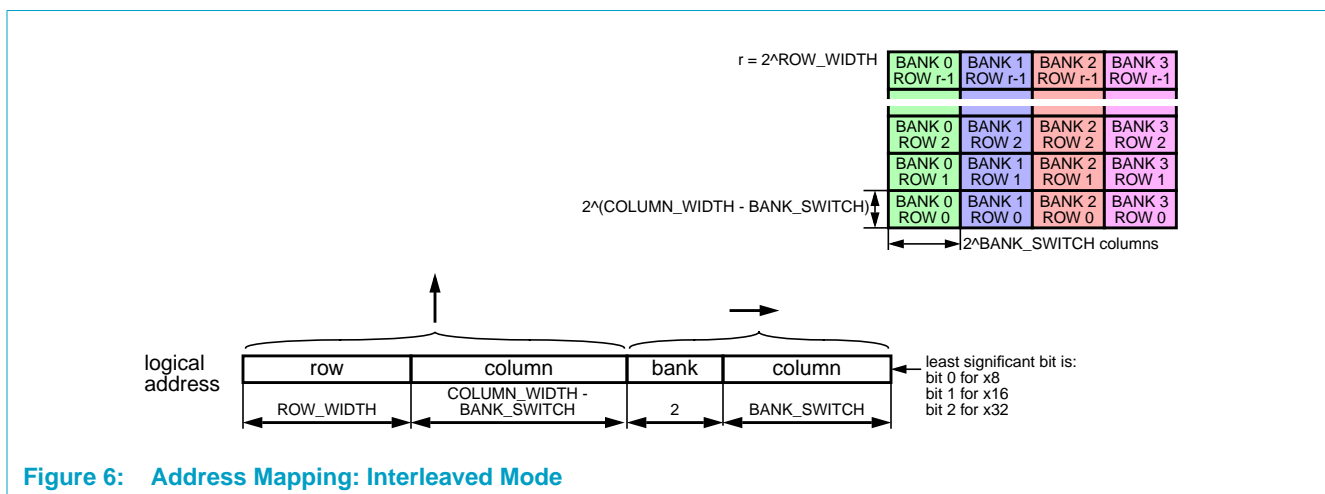 r = 2^ROW_WIDTH
BANK 0 BANK 1 BANK 2 BANK 3
ROW r-1 ROW r-1 ROW r-1 ROW r-1
BANK 0 BANK 1 BANK 2 BANK 3
ROW 2 ROW 2 ROW 2 ROW 2
BANK 0 BANK 1 BANK 2 BANK 3
ROW 1 ROW 1 ROW 1 ROW 1
2^(COLUMN_WIDTH - BANK_SWITCH)
BANK 0 BANK 1 BANK 2 BANK 3
ROW 0 ROW 0 ROW 0 ROW 0
2^BANK_SWITCH columns
logical
address
row column bank column
least significant bit is:
bit 0 for x8
bit 1 for x16
bit 2 for x32
ROW_WIDTH
COLUMN_WIDTH -
BANK_SWITCH
2
BANK_SWITCH
Figure 6: Address Mapping: Interleaved Mode